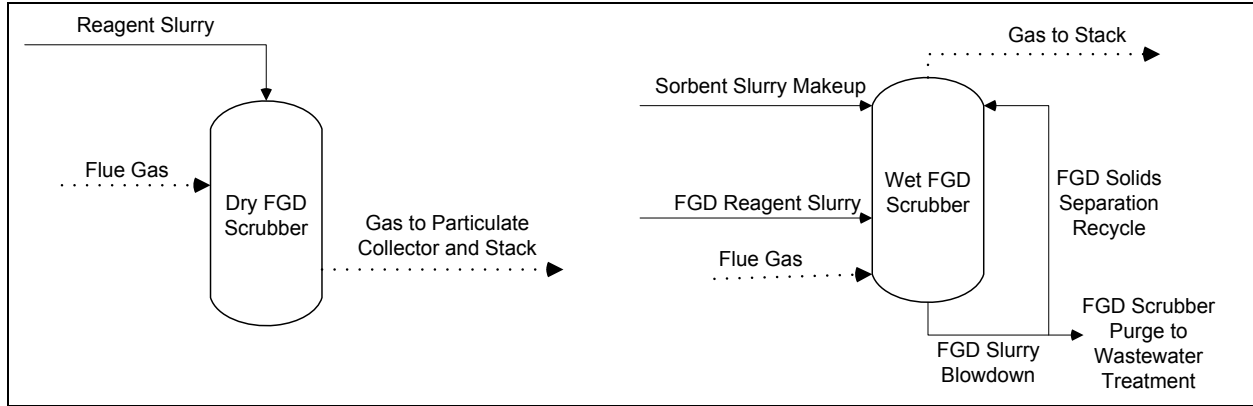 Reagent Slurry
Flue Gas
Dry FGD
Scrubber
Gas to Particulate
Collector and Stack
Gas to Stack
Sorbent Slurry Makeup
Wet FGD
Scrubber
FGD Reagent Slurry
Flue Gas
FGD Solids
Separation
Recycle
FGD Slurry
Blowdown
FGD Scrubber
Purge to
Wastewater
Treatment